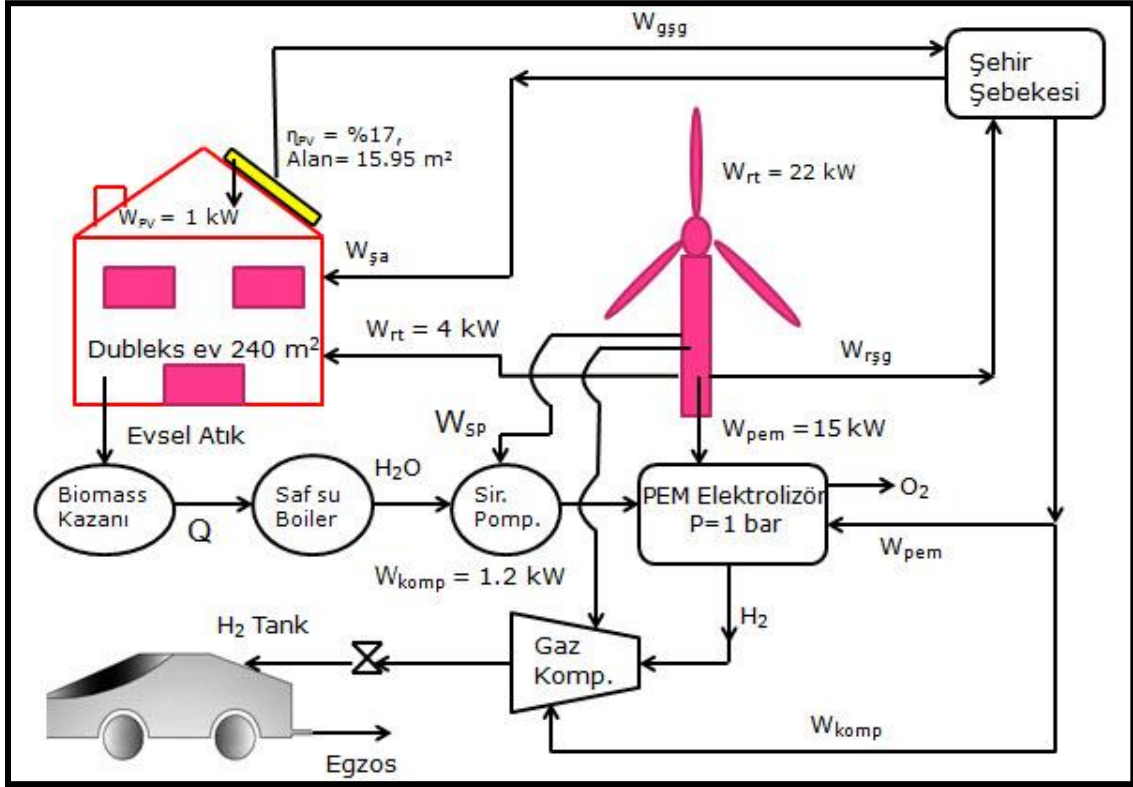 W gşg
Şehir
Şebekesi
ηPV = %17,
Alan= 15.95 m²
WPV = 1 kW
Wrt = 22 kW
Wşa
Wrt = 4 kW
Dubleks ev 240 m²
Wrşg
Evsel Atık
WSP
Wpem = 15 kW
Biomass
Kazanı
Q
Saf su
Boiler
H₂O
Sir.
Pomp.
PEM Elektrolizör
P=1 bar
O₂
Wpem
Wkomp = 1.2 kW
H₂
H₂ Tank
Gaz
Komp.
Wkomp
Egzos